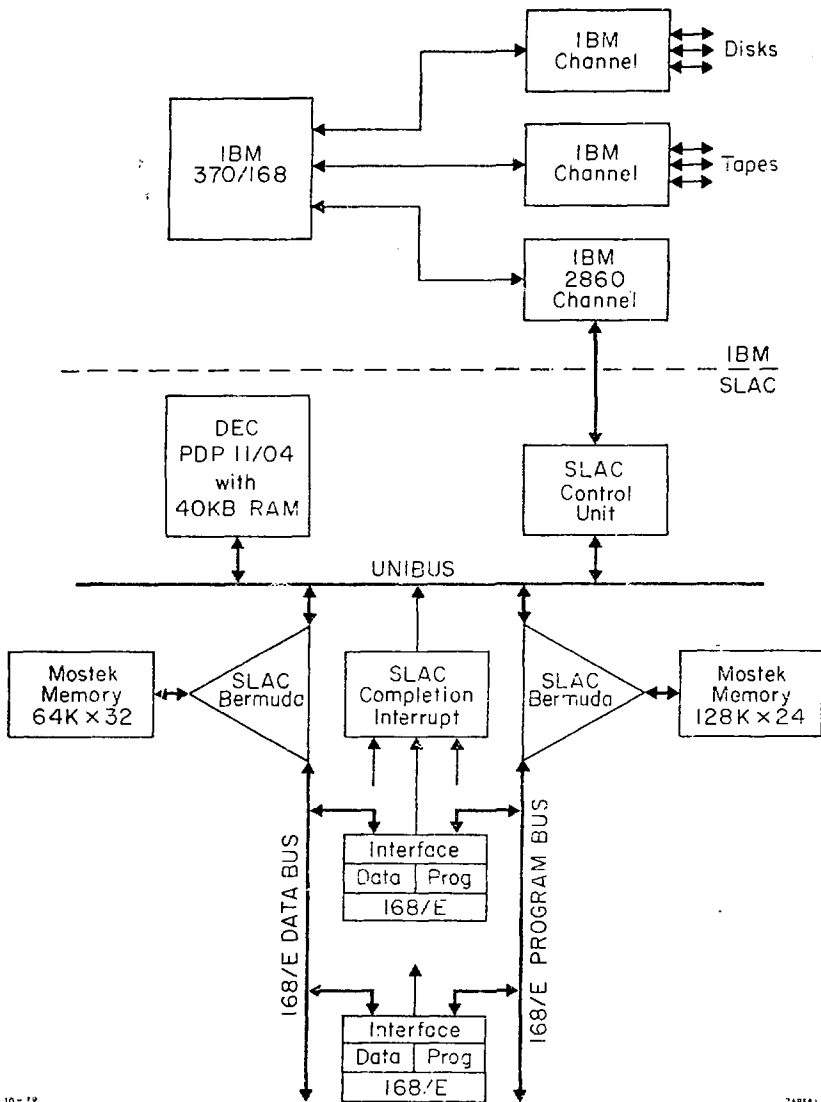 IBM
Channel
Disks
IBM
370/168
IBM
Channel
Tapes
IBM
2860
Channel
IBM
SLAC
DEC
PDP 11/04
with
40KB RAM
SLAC
Control
Unit
UNIBUS
Mostek
Memory
64K × 32
SLAC
Bermuda
SLAC
Completion
Interrupt
SLAC
Bermuda
Mostek
Memory
128K × 24
168/E DATA BUS
Interface
Data
Prog
168/E
168/E PROGRAM BUS
Interface
Data
Prog
168/E